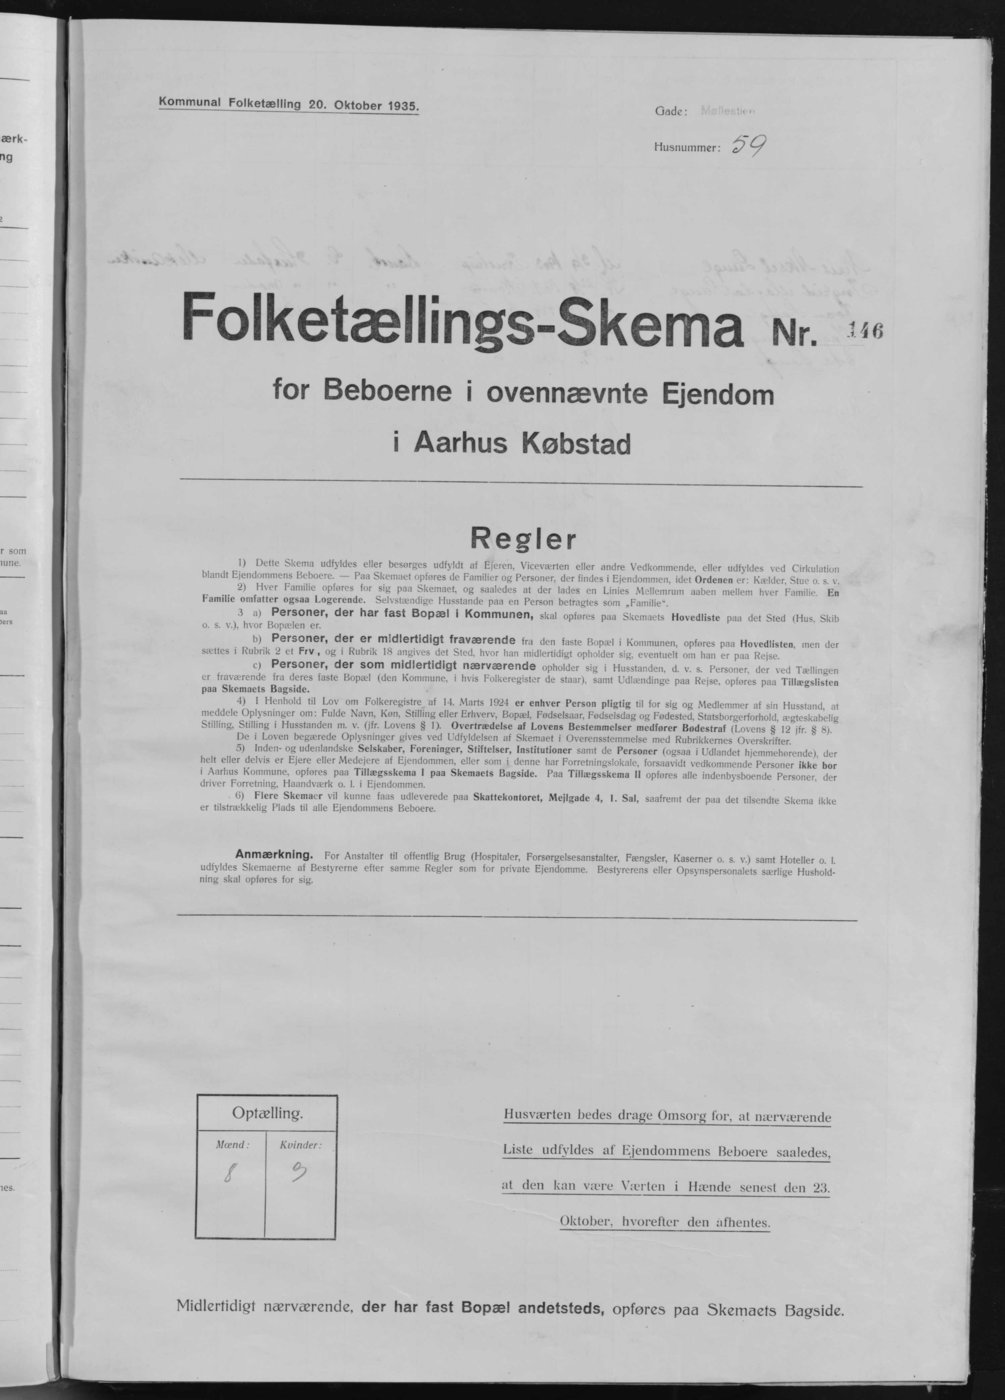 Kommunal Folketælling 20. Oktober 1935.
Gade: Møllestien
Husnummer: 59
Folketællings-Skema Nr. 146
for Beboerne i ovennævnte Ejendom
i Aarhus Købstad
Regler
1) Dette Skema udfyldes eller besørges udfyldt af Ejeren, Viceværten eller andre Vedkommende, eller udfyldes ved Cirkulation
blandt Ejendommens Beboere. — Paa Skemaet opføres de Familier og Personer, der findes i Ejendommen, idet Ordenen er: Kælder, Stue o. s. v.
2) Hver Familie opføres for sig paa Skemaet, og saaledes at der lades en Linies Mellemrum aaben mellem hver Familie. En
Familie omfatter ogsaa Logerende. Selvstændige Husstande paa en Person betragtes som „Familie“.
3 a) Personer, der har fast Bopæl i Kommunen, skal opføres paa Skemaets Hovedliste paa det Sted (Hus, Skib
o. s. v.), hvor Bopælen er.
b) Personer, der er midlertidigt fraværende fra den faste Bopæl i Kommunen, opføres paa Hovedlisten, men der
sættes i Rubrik 2 et Frv., og i Rubrik 18 angives det Sted, hvor han midlertidigt opholder sig, eventuelt om han er paa Rejse.
c) Personer, der som midlertidigt nærværende opholder sig i Husstanden, d. v. s. Personer, der ved Tællingen
er fraværende fra deres faste Bopæl (den Kommune, i hvis Folkeregister de staar), samt Udlændinge paa Rejse, opføres paa Tillægslisten
paa Skemaets Bagside.
4) I Henhold til Lov om Folkeregistre af 14. Marts 1924 er enhver Person pligtig til for sig og Medlemmer af sin Husstand, at
meddele Oplysninger om: Fulde Navn, Køn, Stilling eller Erhverv, Bopæl, Fødselsaar, Fødselsdag og Fødested, Statsborgerforhold, ægteskabelig
Stilling, Stilling i Husstanden m. v. (jfr. Lovens § 1). Overtrædelse af Lovens Bestemmelser medfører Bødestraf (Lovens § 12 jfr. § 8).
De i Loven begærede Oplysninger gives ved Udfyldelsen af Skemaet i Overensstemmelse med Rubrikkernes Overskrifter.
5) Inden- og udenlandske Selskaber, Foreninger, Stiftelser, Institutioner samt de Personer (ogsaa i Udlandet hjemmehørende), der
helt eller delvis er Ejere eller Medejere af Ejendommen, eller som i denne har Forretningslokale, forsaavidt vedkommende Personer ikke bor
i Aarhus Kommune, opføres paa Tillægsskema I paa Skemaets Bagside. Paa Tillægsskema II opføres alle indenbysboende Personer, der
driver Forretning, Haandværk o. l. i Ejendommen.
6) Flere Skemaer vil kunne faas udleverede paa Skattekontoret, Mejlgade 4, 1. Sal, saafremt der paa det tilsendte Skema ikke
er tilstrækkelig Plads til alle Ejendommens Beboere.
Anmærkning. For Anstalter til offentlig Brug (Hospitaler, Forsørgelsesanstalter, Fængsler, Kaserner o. s. v.) samt Hoteller o. l.
udfyldes Skemaerne af Bestyrerne efter samme Regler som for private Ejendomme. Bestyrerens eller Opsynspersonalets særlige Hushold-
ning skal opføres for sig.
Optælling.
Mænd: Kvinder:
8 9
Husværten bedes drage Omsorg for, at nærværende
Liste udfyldes af Ejendommens Beboere saaledes,
at den kan være Værten i Hænde senest den 23.
Oktober, hvorefter den afhentes.
Midlertidigt nærværende, der har fast Bopæl andetsteds, opføres paa Skemaets Bagside.